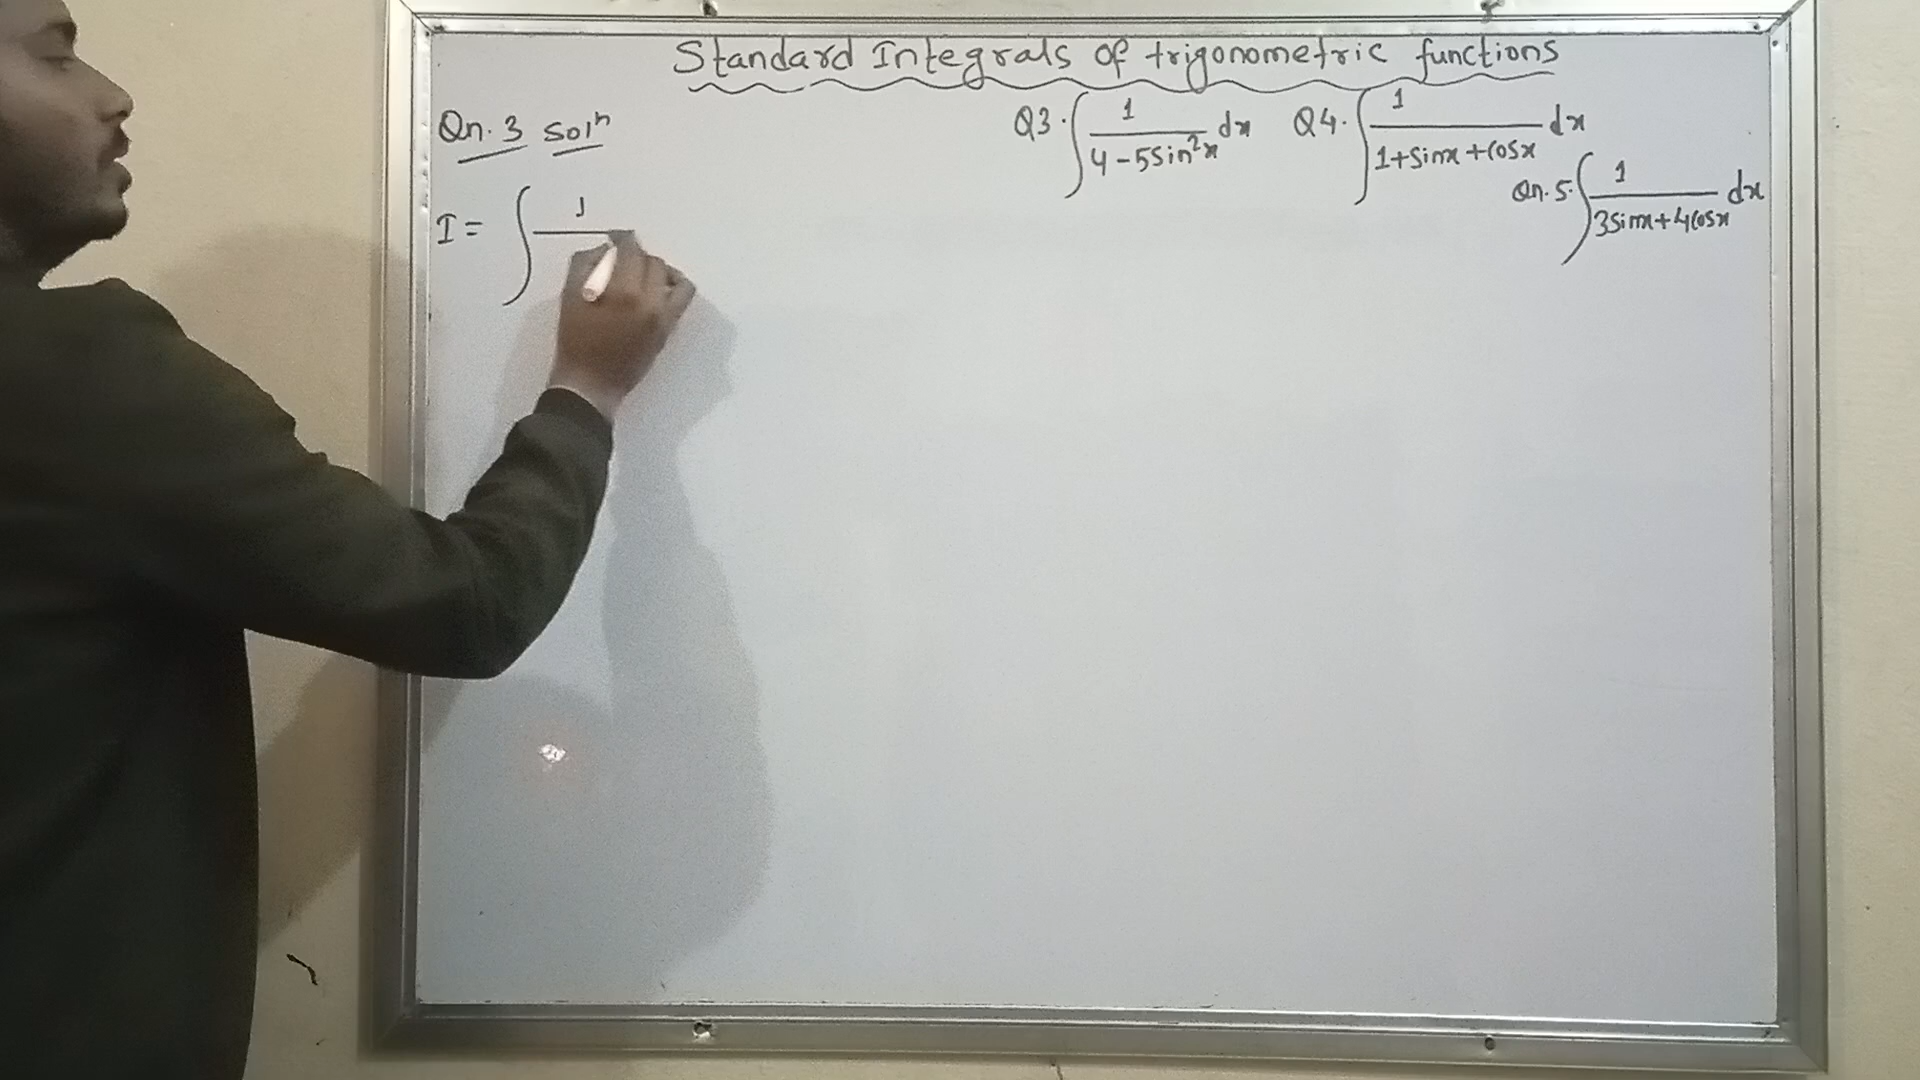 Standard Integrals of trigonometric functions
Qn. 3 solⁿ
I = ∫ 1
Q3. ∫ 1/(4-5sin²x) dx Q4. ∫ 1/(1+sinx+cosx) dx
Qn. 5. ∫ 1/(3sinx+4cosx) dx